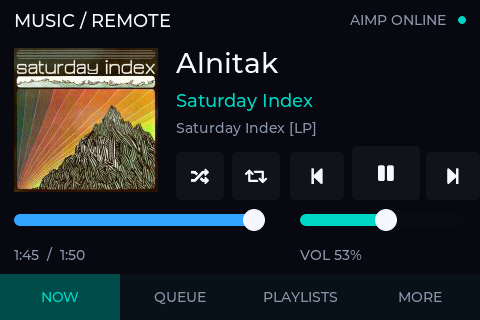 MUSIC / REMOTE
AIMP ONLINE
saturday index
Alnitak
Saturday Index
Saturday Index [LP]
1:45 / 1:50
VOL 53%
NOW
QUEUE
PLAYLISTS
MORE